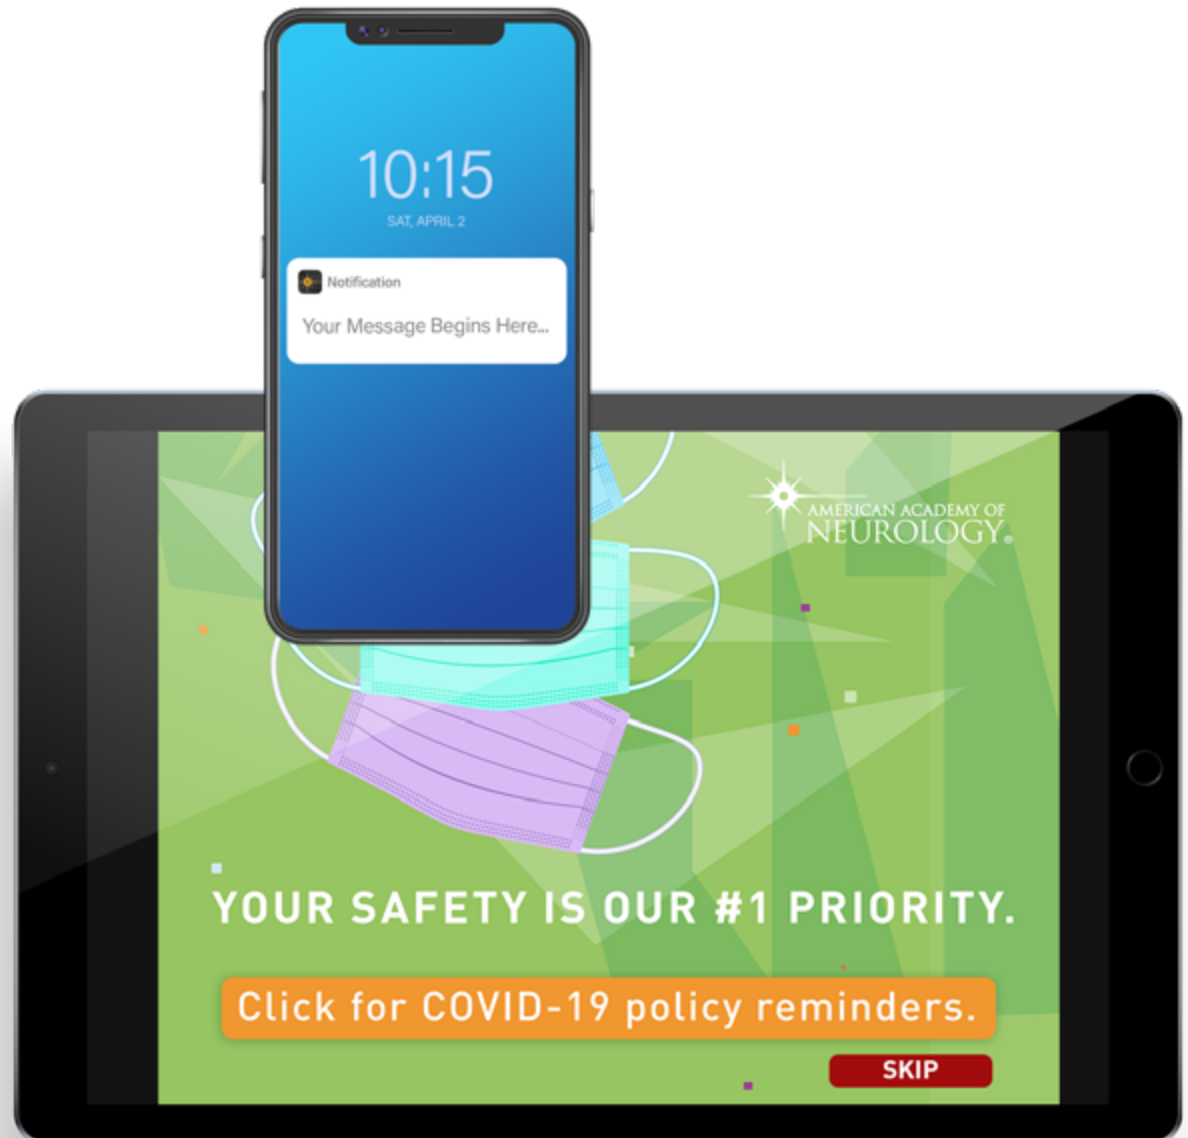 10:15
SAT, APRIL 2
Notification
Your Message Begins Here...
AMERICAN ACADEMY OF
NEUROLOGY®
YOUR SAFETY IS OUR #1 PRIORITY.
Click for COVID-19 policy reminders.
SKIP